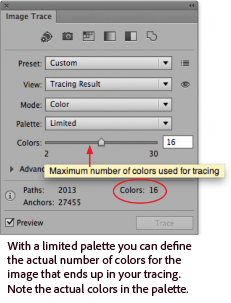 Image Trace
Preset: Custom
View: Tracing Result
Mode: Color
Palette: Limited
Colors: 16
2 30
Maximum number of colors used for tracing
Advan
Paths: 2013 Colors: 16
Anchors: 27455
Preview Trace
With a limited palette you can define
the actual number of colors for the
image that ends up in your tracing.
Note the actual colors in the palette.